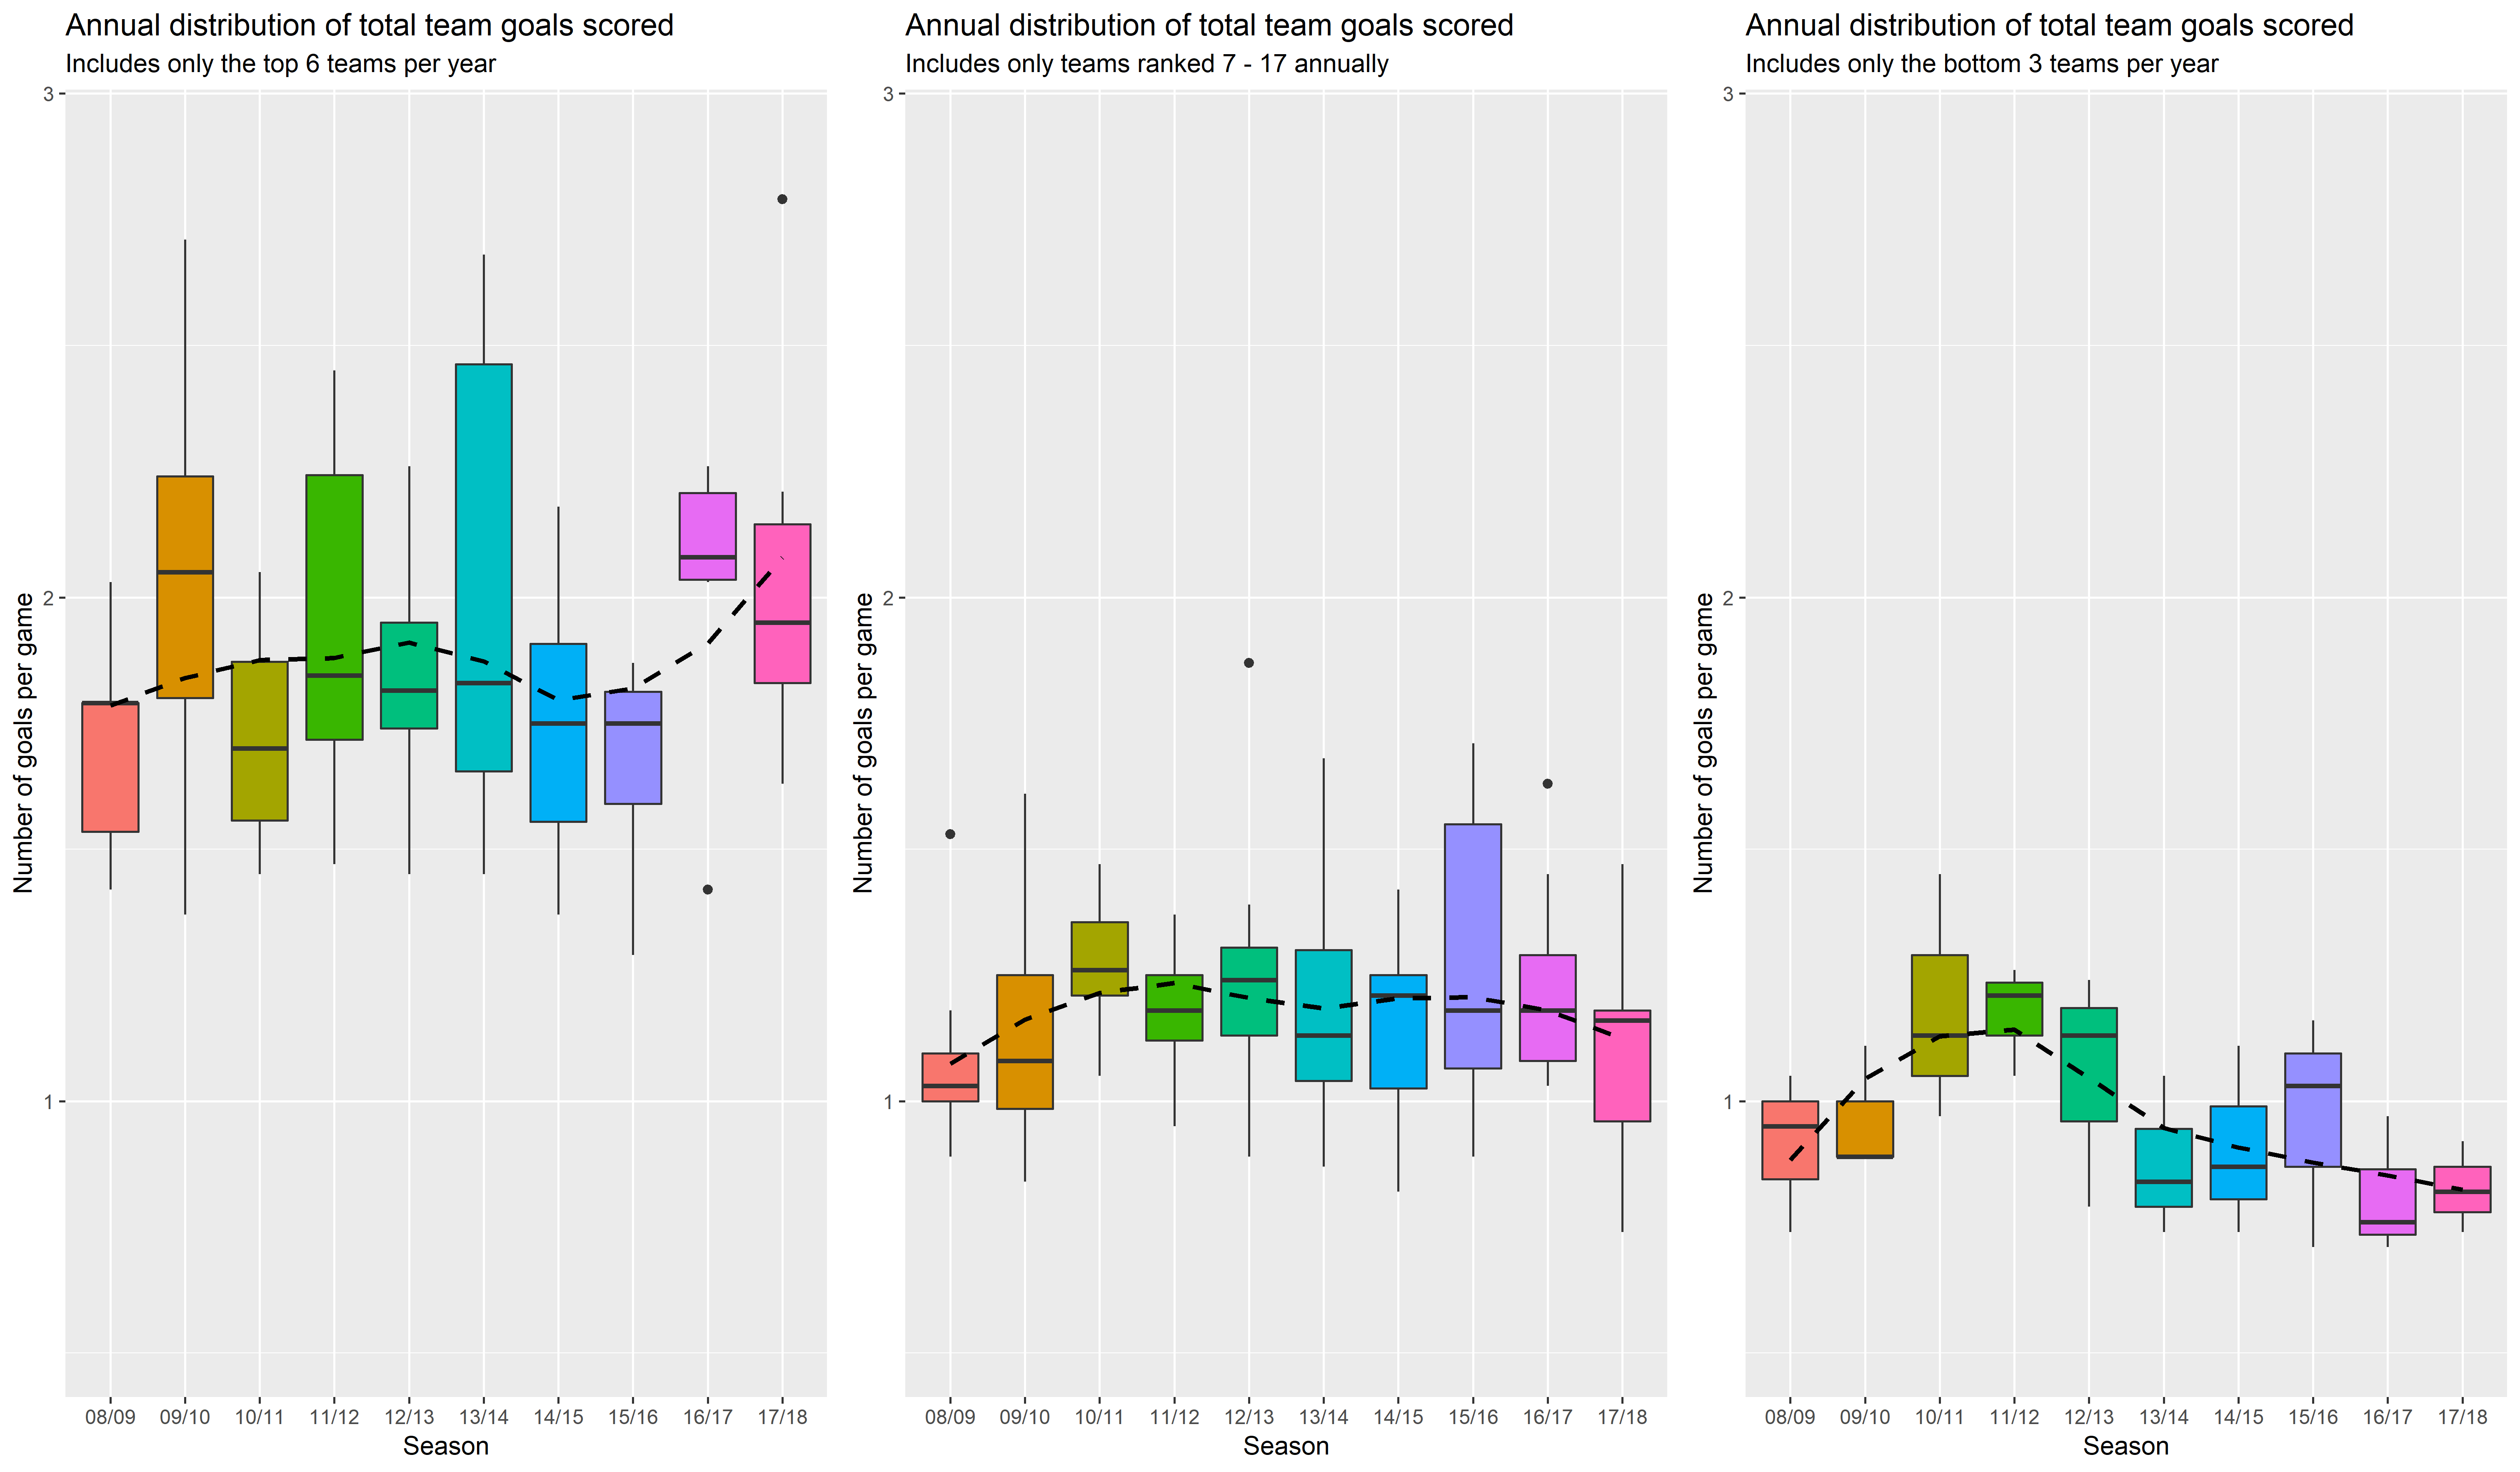 Annual distribution of total team goals scored
Includes only the top 6 teams per year
Number of goals per game
3
2
1
08/09 09/10 10/11 11/12 12/13 13/14 14/15 15/16 16/17 17/18
Season
Annual distribution of total team goals scored
Includes only teams ranked 7 - 17 annually
Number of goals per game
3
2
1
08/09 09/10 10/11 11/12 12/13 13/14 14/15 15/16 16/17 17/18
Season
Annual distribution of total team goals scored
Includes only the bottom 3 teams per year
Number of goals per game
3
2
1
08/09 09/10 10/11 11/12 12/13 13/14 14/15 15/16 16/17 17/18
Season